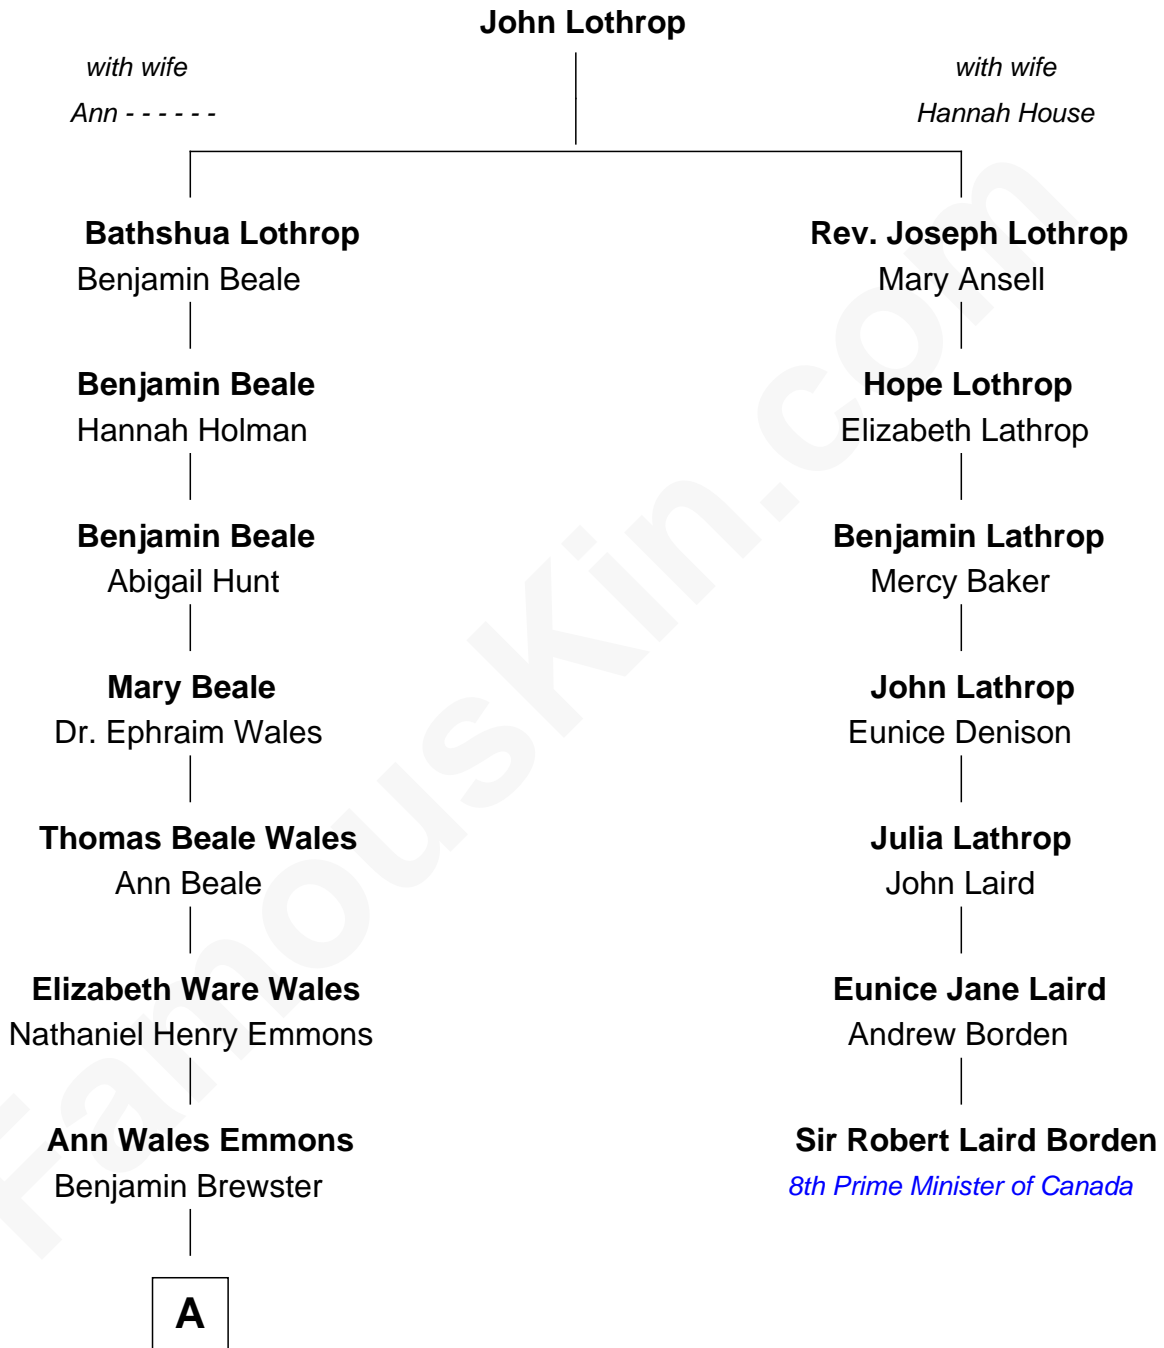 John Lothrop
with wife
Ann - - - - - -
with wife
Hannah House
Bathshua Lothrop
Benjamin Beale
Rev. Joseph Lothrop
Mary Ansell
Benjamin Beale
Hannah Holman
Hope Lothrop
Elizabeth Lathrop
Benjamin Beale
Abigail Hunt
Benjamin Lathrop
Mercy Baker
Mary Beale
Dr. Ephraim Wales
John Lathrop
Eunice Denison
Thomas Beale Wales
Ann Beale
Julia Lathrop
John Laird
Elizabeth Ware Wales
Nathaniel Henry Emmons
Eunice Jane Laird
Andrew Borden
Ann Wales Emmons
Benjamin Brewster
Sir Robert Laird Borden
8th Prime Minister of Canada
A
FamousKin.com